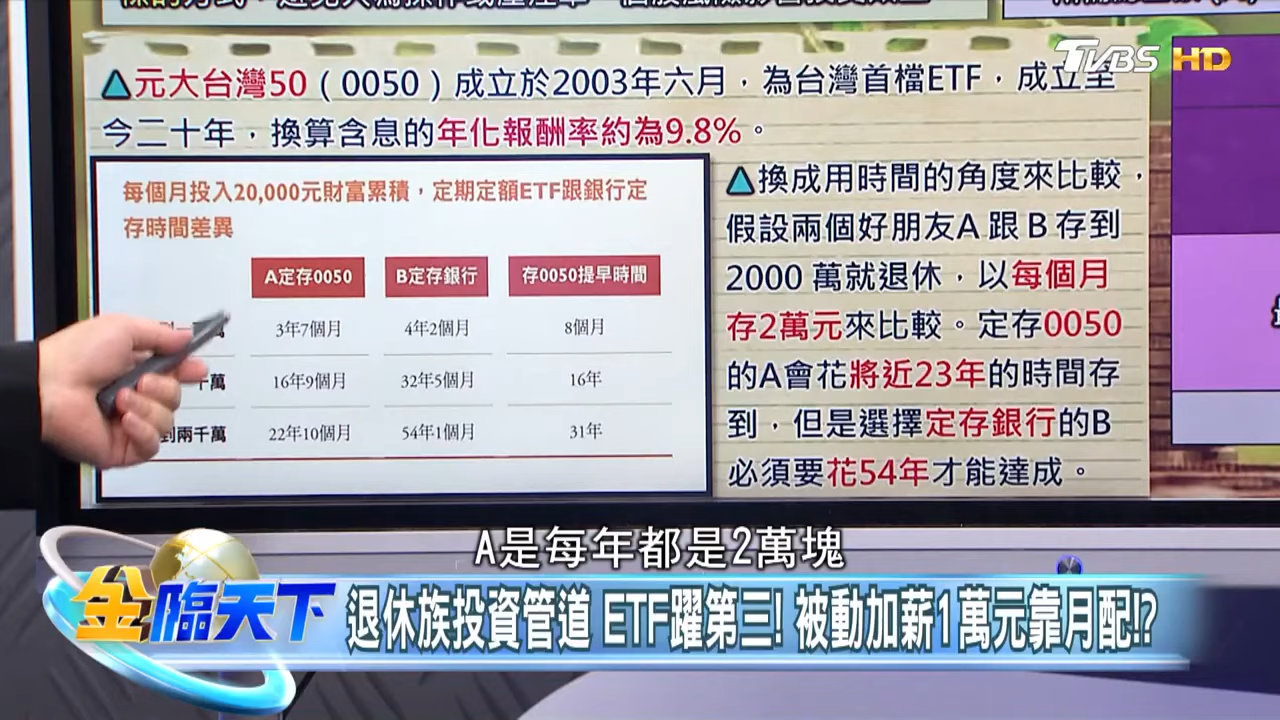 TVBS HD
▲元大台灣50（0050）成立於2003年六月，為台灣首檔ETF，成立至
今二十年，換算含息的年化報酬率約為9.8%。
每個月投入20,000元財富累積，定期定額ETF跟銀行定
存時間差異
A定存0050 B定存銀行 存0050提早時間
3年7個月 4年2個月 8個月
千萬 16年9個月 32年5個月 16年
到兩千萬 22年10個月 54年1個月 31年
▲換成用時間的角度來比較，
假設兩個好朋友A跟B存到
2000萬就退休，以每個月
存2萬元來比較。定存0050
的A會花將近23年的時間存
到，但是選擇定存銀行的B
必須要花54年才能達成。
A是每年都是2萬塊
金臨天下
退休族投資管道 ETF躍第三! 被動加薪1萬元靠月配!?